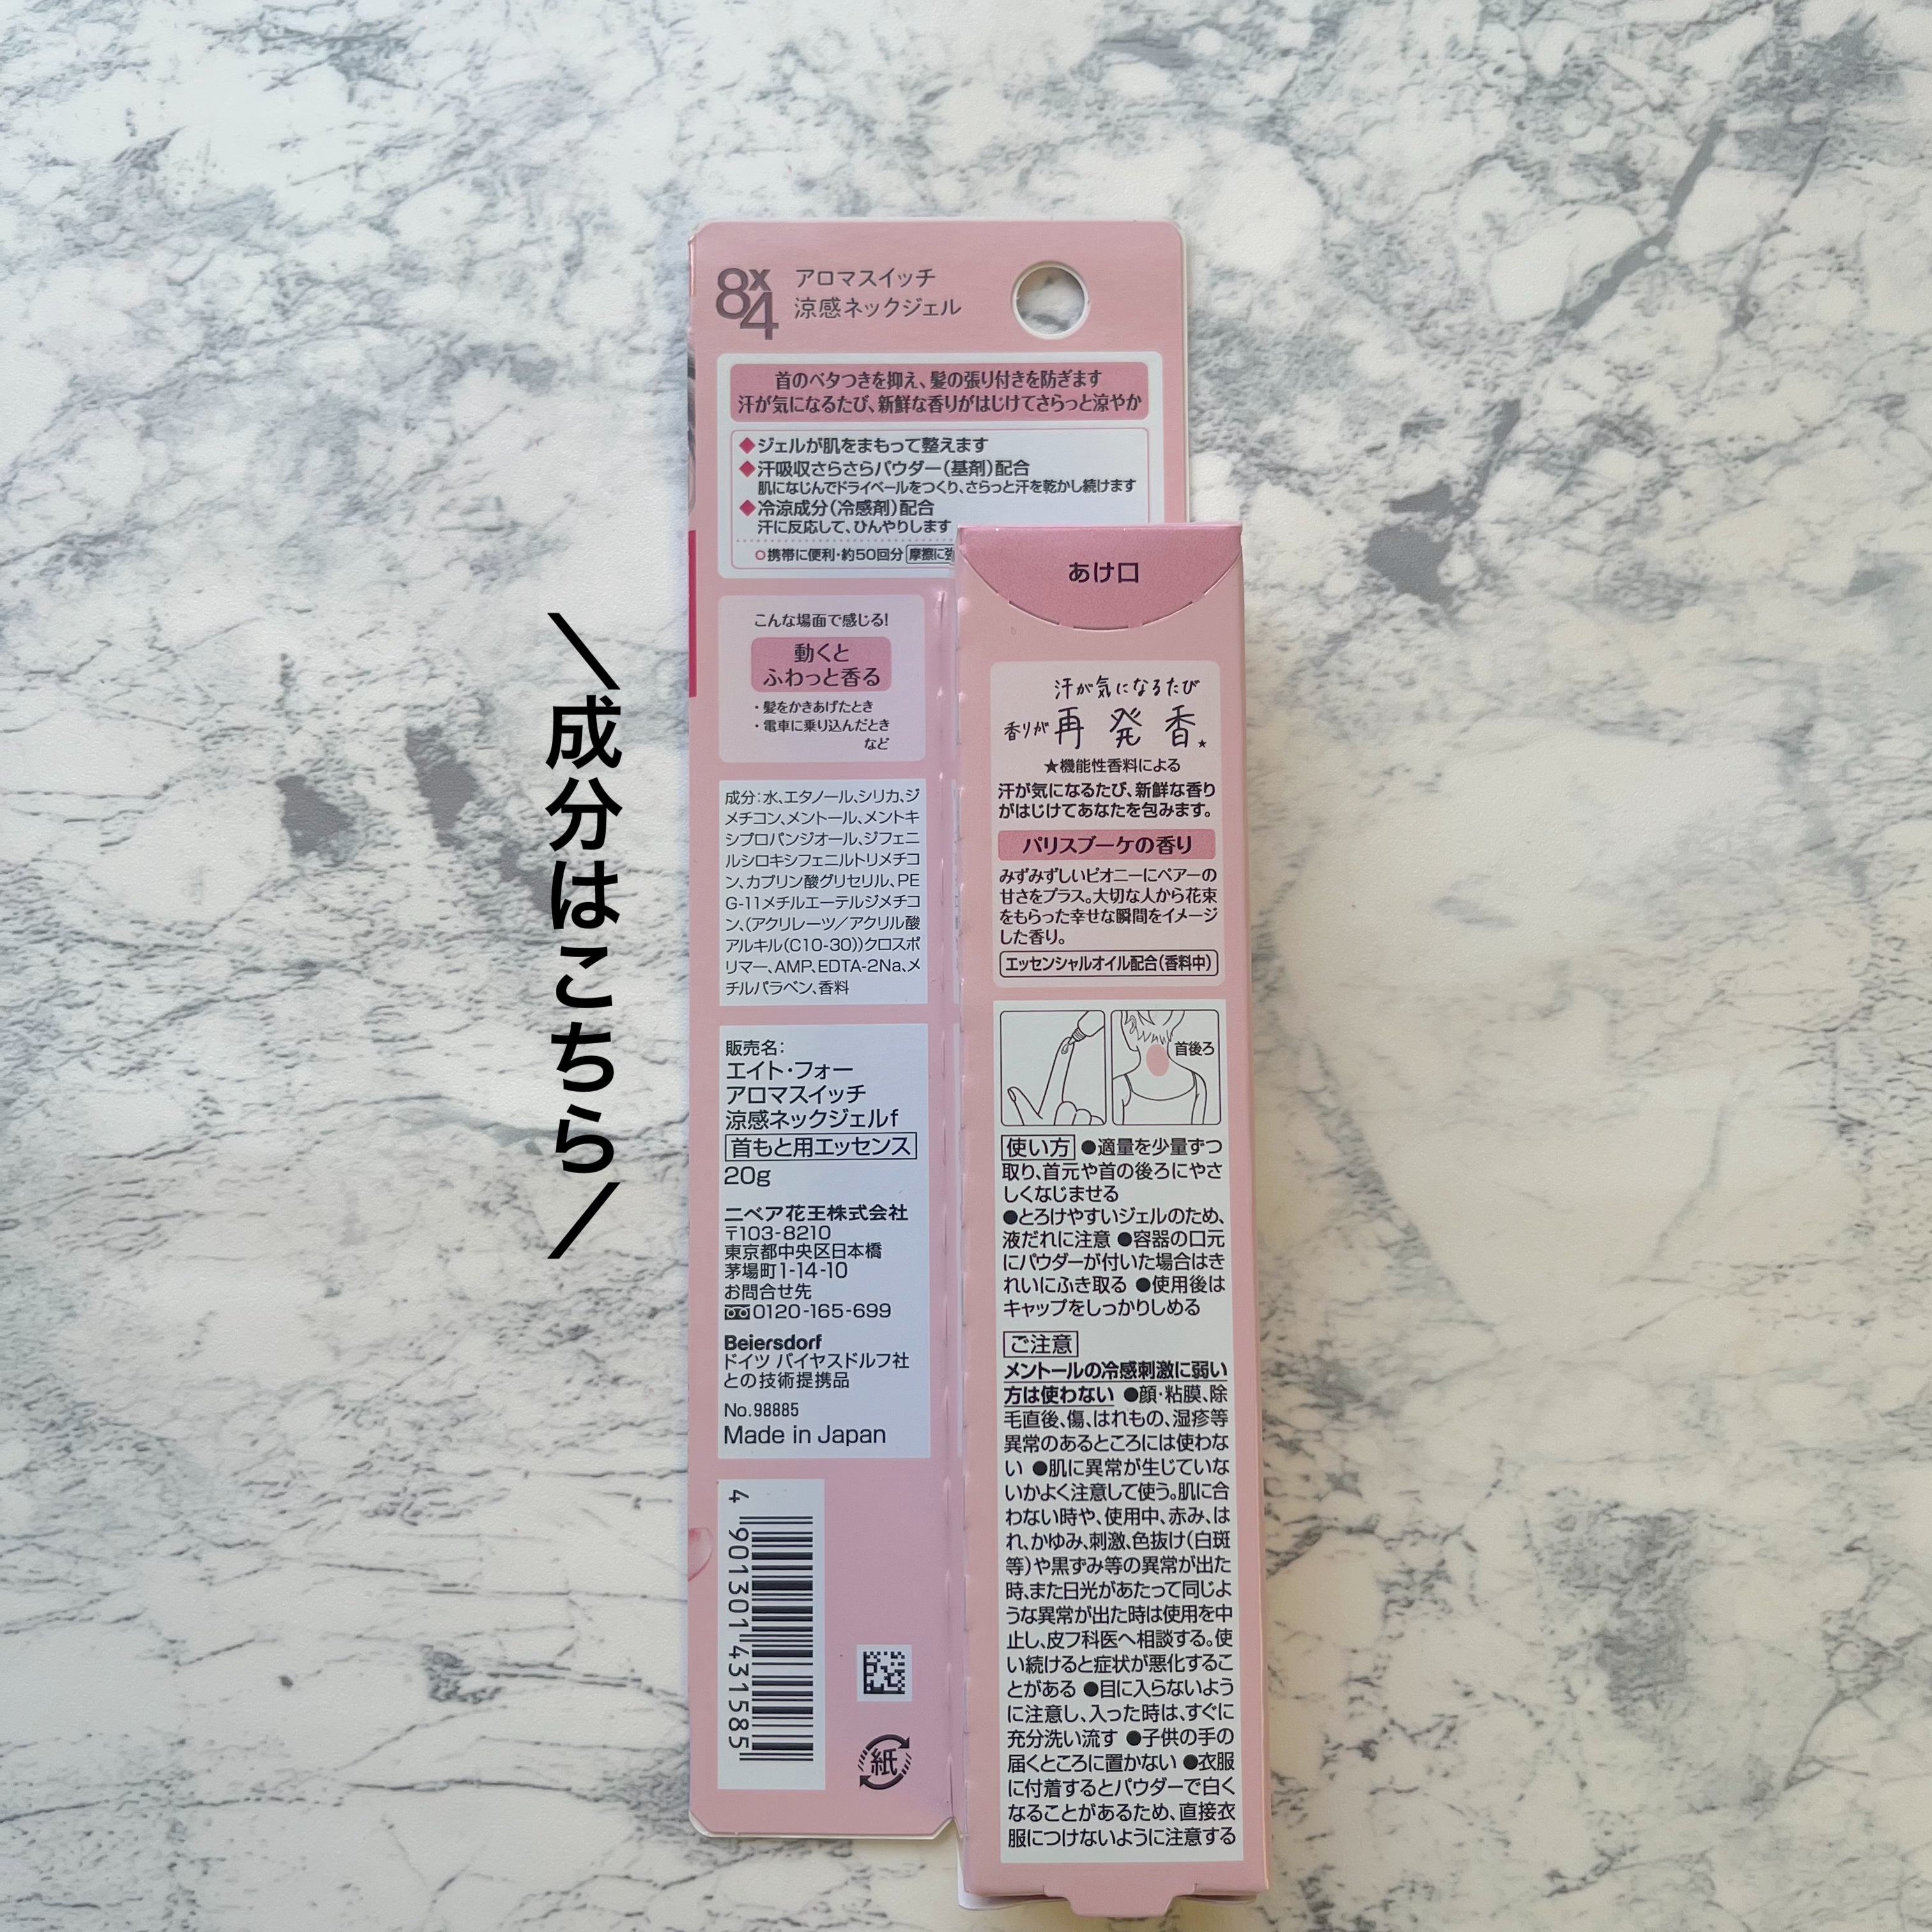 ＼成分はこちら／
8x4
アロマスイッチ
涼感ネックジェル
首のベタつきを抑え、髪の張り付きを防ぎます
汗が気になるたび、新鮮な香りがはじけてさらっと涼やか
◆ジェルが肌をまもって整えます
◆汗吸収さらさらパウダー(基剤)配合
肌になじんでドライベールをつくり、さらっと汗を乾かし続けます
◆冷涼成分(冷感剤)配合
汗に反応して、ひんやりします
○携帯に便利・約50回分 摩擦に強
こんな場面で感じる!
動くと
ふわっと香る
・髪をかきあげたとき
・電車に乗り込んだとき
など
成分:水、エタノール、シリカ、ジ
メチコン、メントール、メントキ
シプロパンジオール、ジフェニ
ルシロキシフェニルトリメチコ
ン、カプリン酸グリセリル、PE
G-11メチルエーテルジメチコ
ン、(アクリレーツ/アクリル酸
アルキル(C10-30))クロスポ
リマー、AMP、EDTA-2Na、メ
チルパラベン、香料
販売名:
エイト・フォー
アロマスイッチ
涼感ネックジェルf
首もと用エッセンス
20g
ニベア花王株式会社
〒103-8210
東京都中央区日本橋
茅場町1-14-10
お問合せ先
0120-165-699
Beiersdorf
ドイツ バイヤスドルフ社
との技術提携品
No.98885
Made in Japan
4 901301 431585
紙
あけ口
汗が気になるたび
香りが再発香★
★機能性香料による
汗が気になるたび、新鮮な香り
がはじけてあなたを包みます。
パリスブーケの香り
みずみずしいピオニーにペアーの
甘さをプラス。大切な人から花束
をもらった幸せな瞬間をイメージ
した香り。
エッセンシャルオイル配合(香料中)
首後ろ
使い方 ●適量を少量ずつ
取り、首元や首の後ろにやさ
しくなじませる
●とろけやすいジェルのため、
液だれに注意 ●容器の口元
にパウダーが付いた場合はき
れいにふき取る ●使用後は
キャップをしっかりしめる
ご注意
メントールの冷感刺激に弱い
方は使わない ●顔・粘膜、除
毛直後、傷、はれもの、湿疹等
異常のあるところには使わな
い ●肌に異常が生じていな
いかよく注意して使う。肌に合
わない時や、使用中、赤み、は
れ、かゆみ、刺激、色抜け(白斑
等)や黒ずみ等の異常が出た
時、また日光があたって同じよ
うな異常が出た時は使用を中
止し、皮フ科医へ相談する。使
い続けると症状が悪化するこ
とがある ●目に入らないよう
に注意し、入った時は、すぐに
充分洗い流す ●子供の手の
届くところに置かない ●衣服
に付着するとパウダーで白く
なることがあるため、直接衣
服につけないように注意する